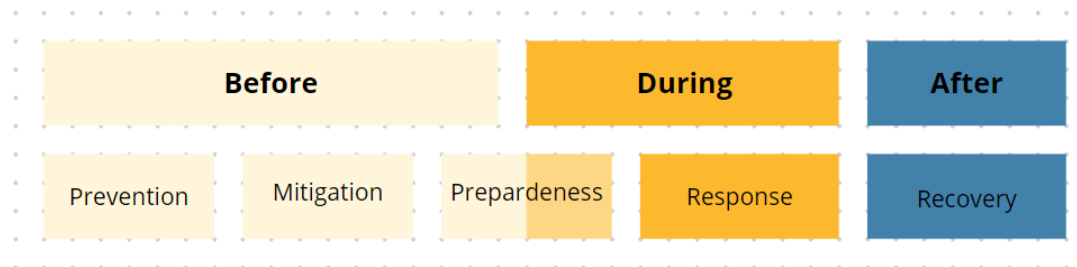 Before During After
Prevention Mitigation Prepardeness Response Recovery